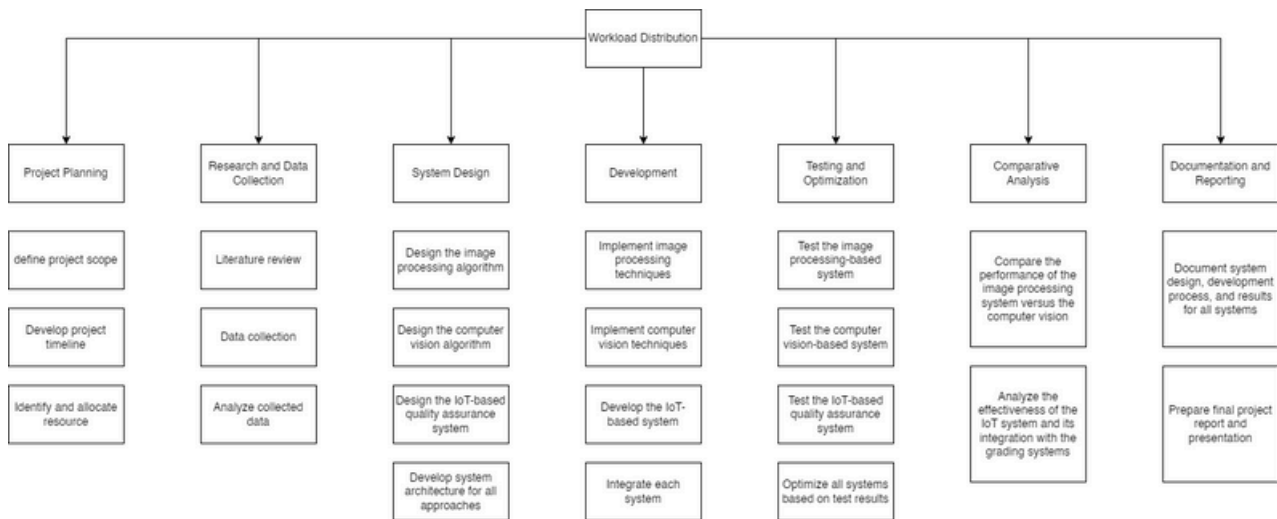 Workload Distribution
Project Planning
Research and Data
Collection
System Design
Development
Testing and
Optimization
Comparative
Analysis
Documentation and
Reporting
define project scope
Develop project
timeline
Identify and allocate
resource
Literature review
Data collection
Analyze collected
data
Design the image
processing algorithm
Design the computer
vision algorithm
Design the IoT-based
quality assurance
system
Develop system
architecture for all
approaches
Implement image
processing
techniques
Implement computer
vision techniques
Develop the IoT-
based system
Integrate each
system
Test the image
processing-based
system
Test the computer
vision-based system
Test the IoT-based
quality assurance
system
Optimize all systems
based on test results
Compare the
performance of the
image processing
system versus the
computer vision
Analyze the
effectiveness of the
IoT system and its
integration with the
grading systems
Document system
design, development
process, and results
for all systems
Prepare final project
report and
presentation